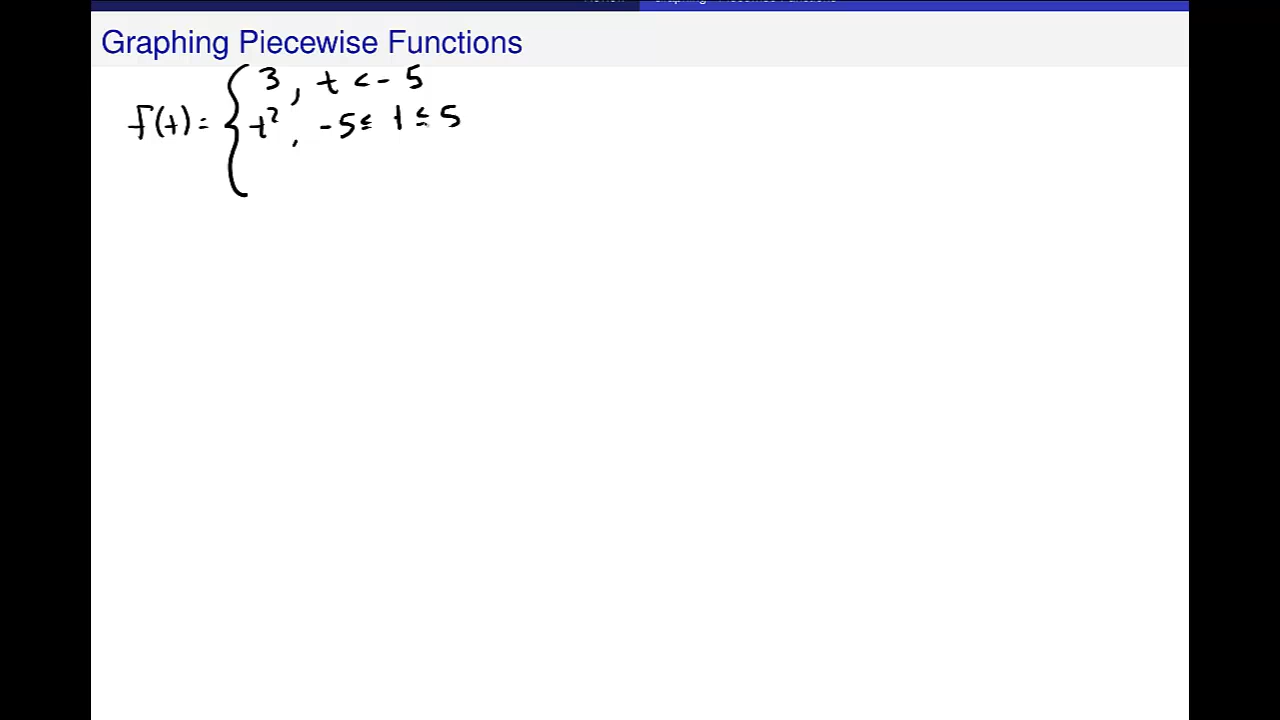 Graphing Piecewise Functions
f(t) = { 3 , t < - 5
t² , -5 ≤ t ≤ 5